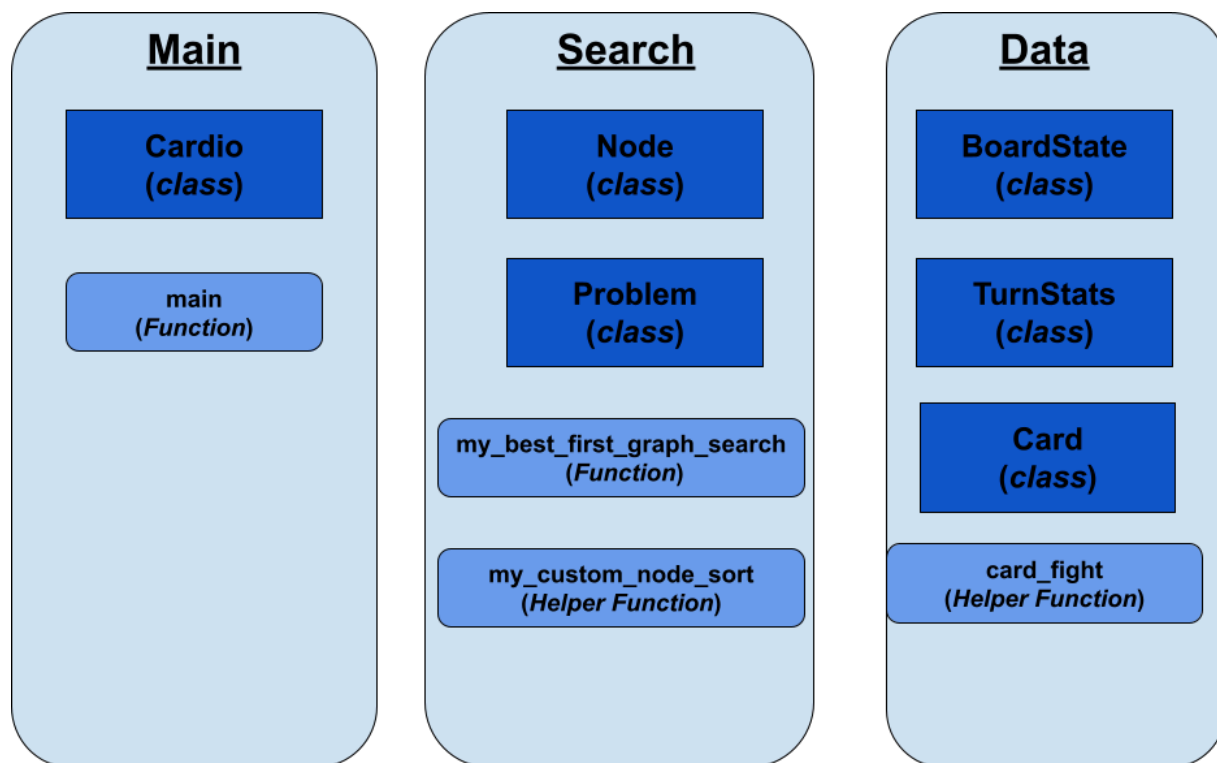 Main
Cardio
(class)
main
(Function)
Search
Node
(class)
Problem
(class)
my_best_first_graph_search
(Function)
my_custom_node_sort
(Helper Function)
Data
BoardState
(class)
TurnStats
(class)
Card
(class)
card_fight
(Helper Function)